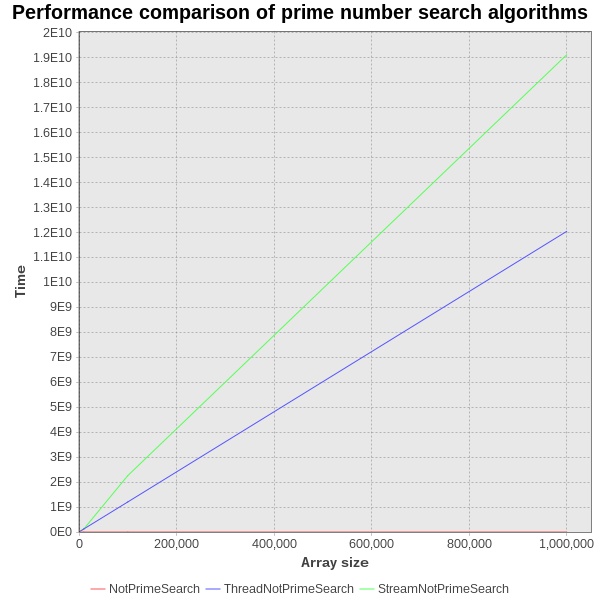 Performance comparison of prime number search algorithms
2E10
1.9E10
1.8E10
1.7E10
1.6E10
1.5E10
1.4E10
1.3E10
1.2E10
1.1E10
1E10
9E9
8E9
7E9
6E9
5E9
4E9
3E9
2E9
1E9
0E0
Time
0 200,000 400,000 600,000 800,000 1,000,000
Array size
NotPrimeSearch ThreadNotPrimeSearch StreamNotPrimeSearch